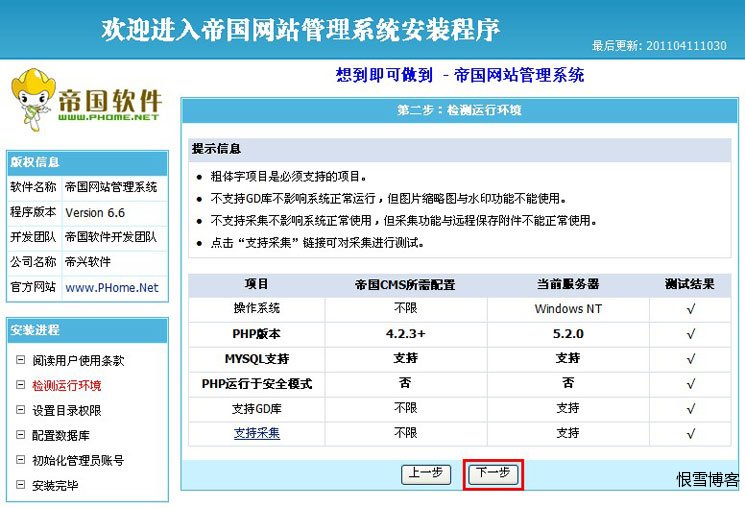 欢迎进入帝国网站管理系统安装程序
最后更新: 201104111030
帝国软件
WWW.PHOME.NET
想到即可做到 - 帝国网站管理系统
版权信息
软件名称 帝国网站管理系统
程序版本 Version 6.6
开发团队 帝国软件开发团队
公司名称 帝兴软件
官方网站 www.PHome.Net
安装进程
阅读用户使用条款
检测运行环境
设置目录权限
配置数据库
初始化管理员账号
安装完毕
第二步：检测运行环境
提示信息
粗体字项目是必须支持的项目。
不支持GD库不影响系统正常运行，但图片缩略图与水印功能不能使用。
不支持采集不影响系统正常使用，但采集功能与远程保存附件不能正常使用。
点击“支持采集”链接可对采集进行测试。
项目 帝国CMS所需配置 当前服务器 测试结果
操作系统 不限 Windows NT √
PHP版本 4.2.3+ 5.2.0 √
MYSQL支持 支持 支持 √
PHP运行于安全模式 否 否 √
支持GD库 不限 支持 √
支持采集 不限 支持 √
上一步 下一步
恨雪博客